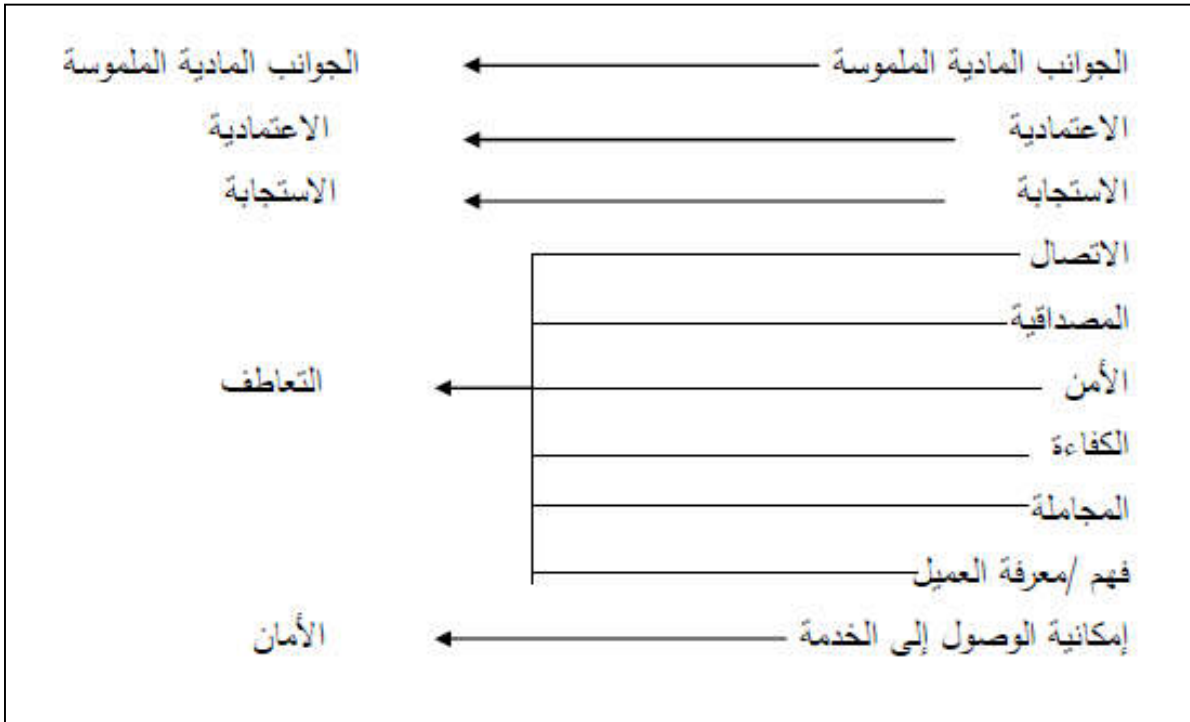 الجوانب المادية الملموسة الجوانب المادية الملموسة
الاعتمادية الاعتمادية
الاستجابة الاستجابة
الاتصال
المصداقية
الأمن التعاطف
الكفاءة
المجاملة
فهم /معرفة العميل
إمكانية الوصول إلى الخدمة الأمان